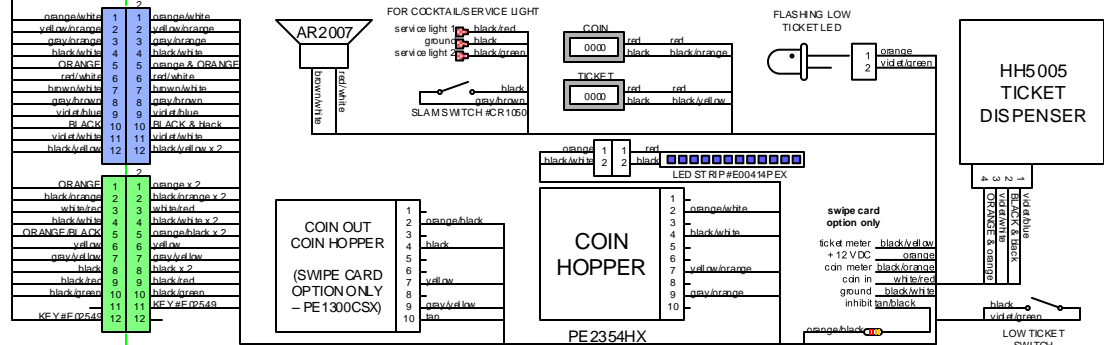 2
orange/white 1 1 orange/white
yellow/orange 2 2 yellow/orange
gray/orange 3 3 gray/orange
black/white 4 4 black/white
ORANGE 5 5 orange & ORANGE
red/white 6 6 red/white
brown/white 7 7 brown/white
gray/brown 8 8 gray/brown
violet/blue 9 9 violet/blue
BLACK 10 10 BLACK & black
violet/white 11 11 violet/white
black/yellow 12 12 black/yellow x 2
2
ORANGE 1 1 orange x 2
black/orange 2 2 black/orange x 2
white/red 3 3 white/red
black/white 4 4 black/white x 2
ORANGE/BLACK 5 5 orange/black x 2
yellow 6 6 yellow
gray/yellow 7 7 gray/yellow
black 8 8 black x 2
black/red 9 9 black/red
black/green 10 10 black/green
11 11 KEY#E02549
KEY#E02549 12 12
AR2007
brown/white
red/white
FOR COCKTAIL/SERVICE LIGHT
service light 1 black/red
ground black
service light 2 black/green
black
gray/brown
SLAM SWITCH #CR1050
COIN
0000
red red
black black/orange
TICKET
0000
red red
black black/yellow
FLASHING LOW
TICKET LED
1 orange
2 violet/green
HH5005
TICKET
DISPENSER
4 3 2 1
ORANGE & orange
violet/white
BLACK & black
violet/blue
orange 1 1 red
black/white 2 2 black
LED STRIP #E00414PEX
COIN OUT
COIN HOPPER
(SWIPE CARD
OPTION ONLY
– PE1300CSX)
1
2 orange/black
3
4 black
5
6
7 yellow
8
9 gray/yellow
10 tan
COIN
HOPPER
1
2 orange/white
3
4 black/white
5
6
7 yellow/orange
8
9 gray/orange
10
PE2354HX
swipe card
option only
ticket meter black/yellow
+ 12 VDC orange
coin meter black/orange
coin in white/red
ground black/white
inhibit tan/black
orange/black
black
violet/green
LOW TICKET
SWITCH